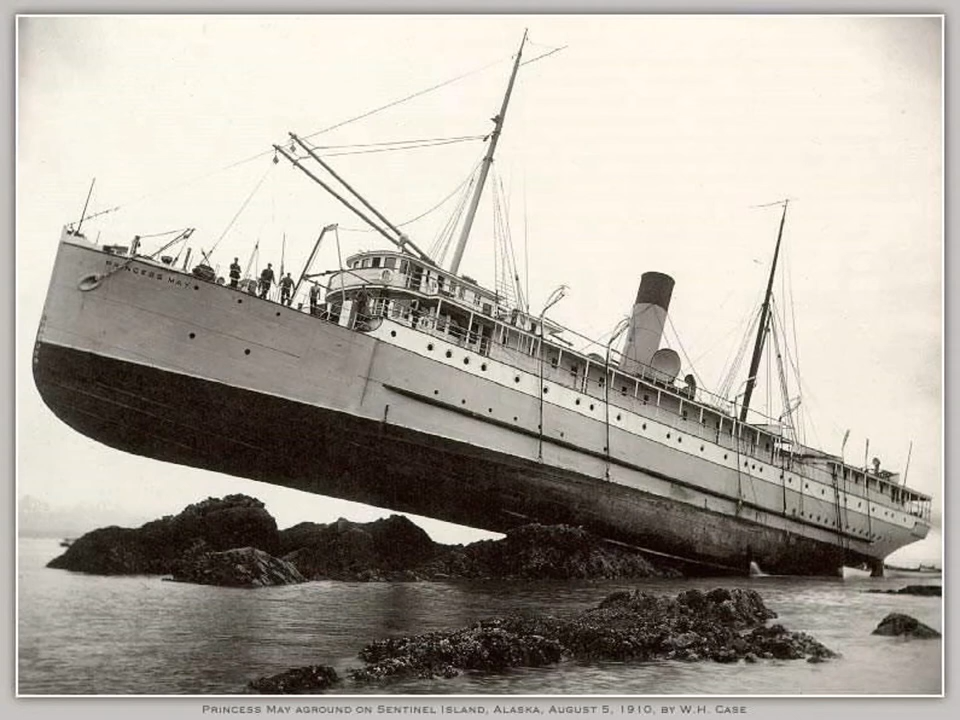 PRINCESS MAY
PRINCESS MAY AGROUND ON SENTINEL ISLAND, ALASKA, AUGUST 5, 1910, BY W.H. CASE